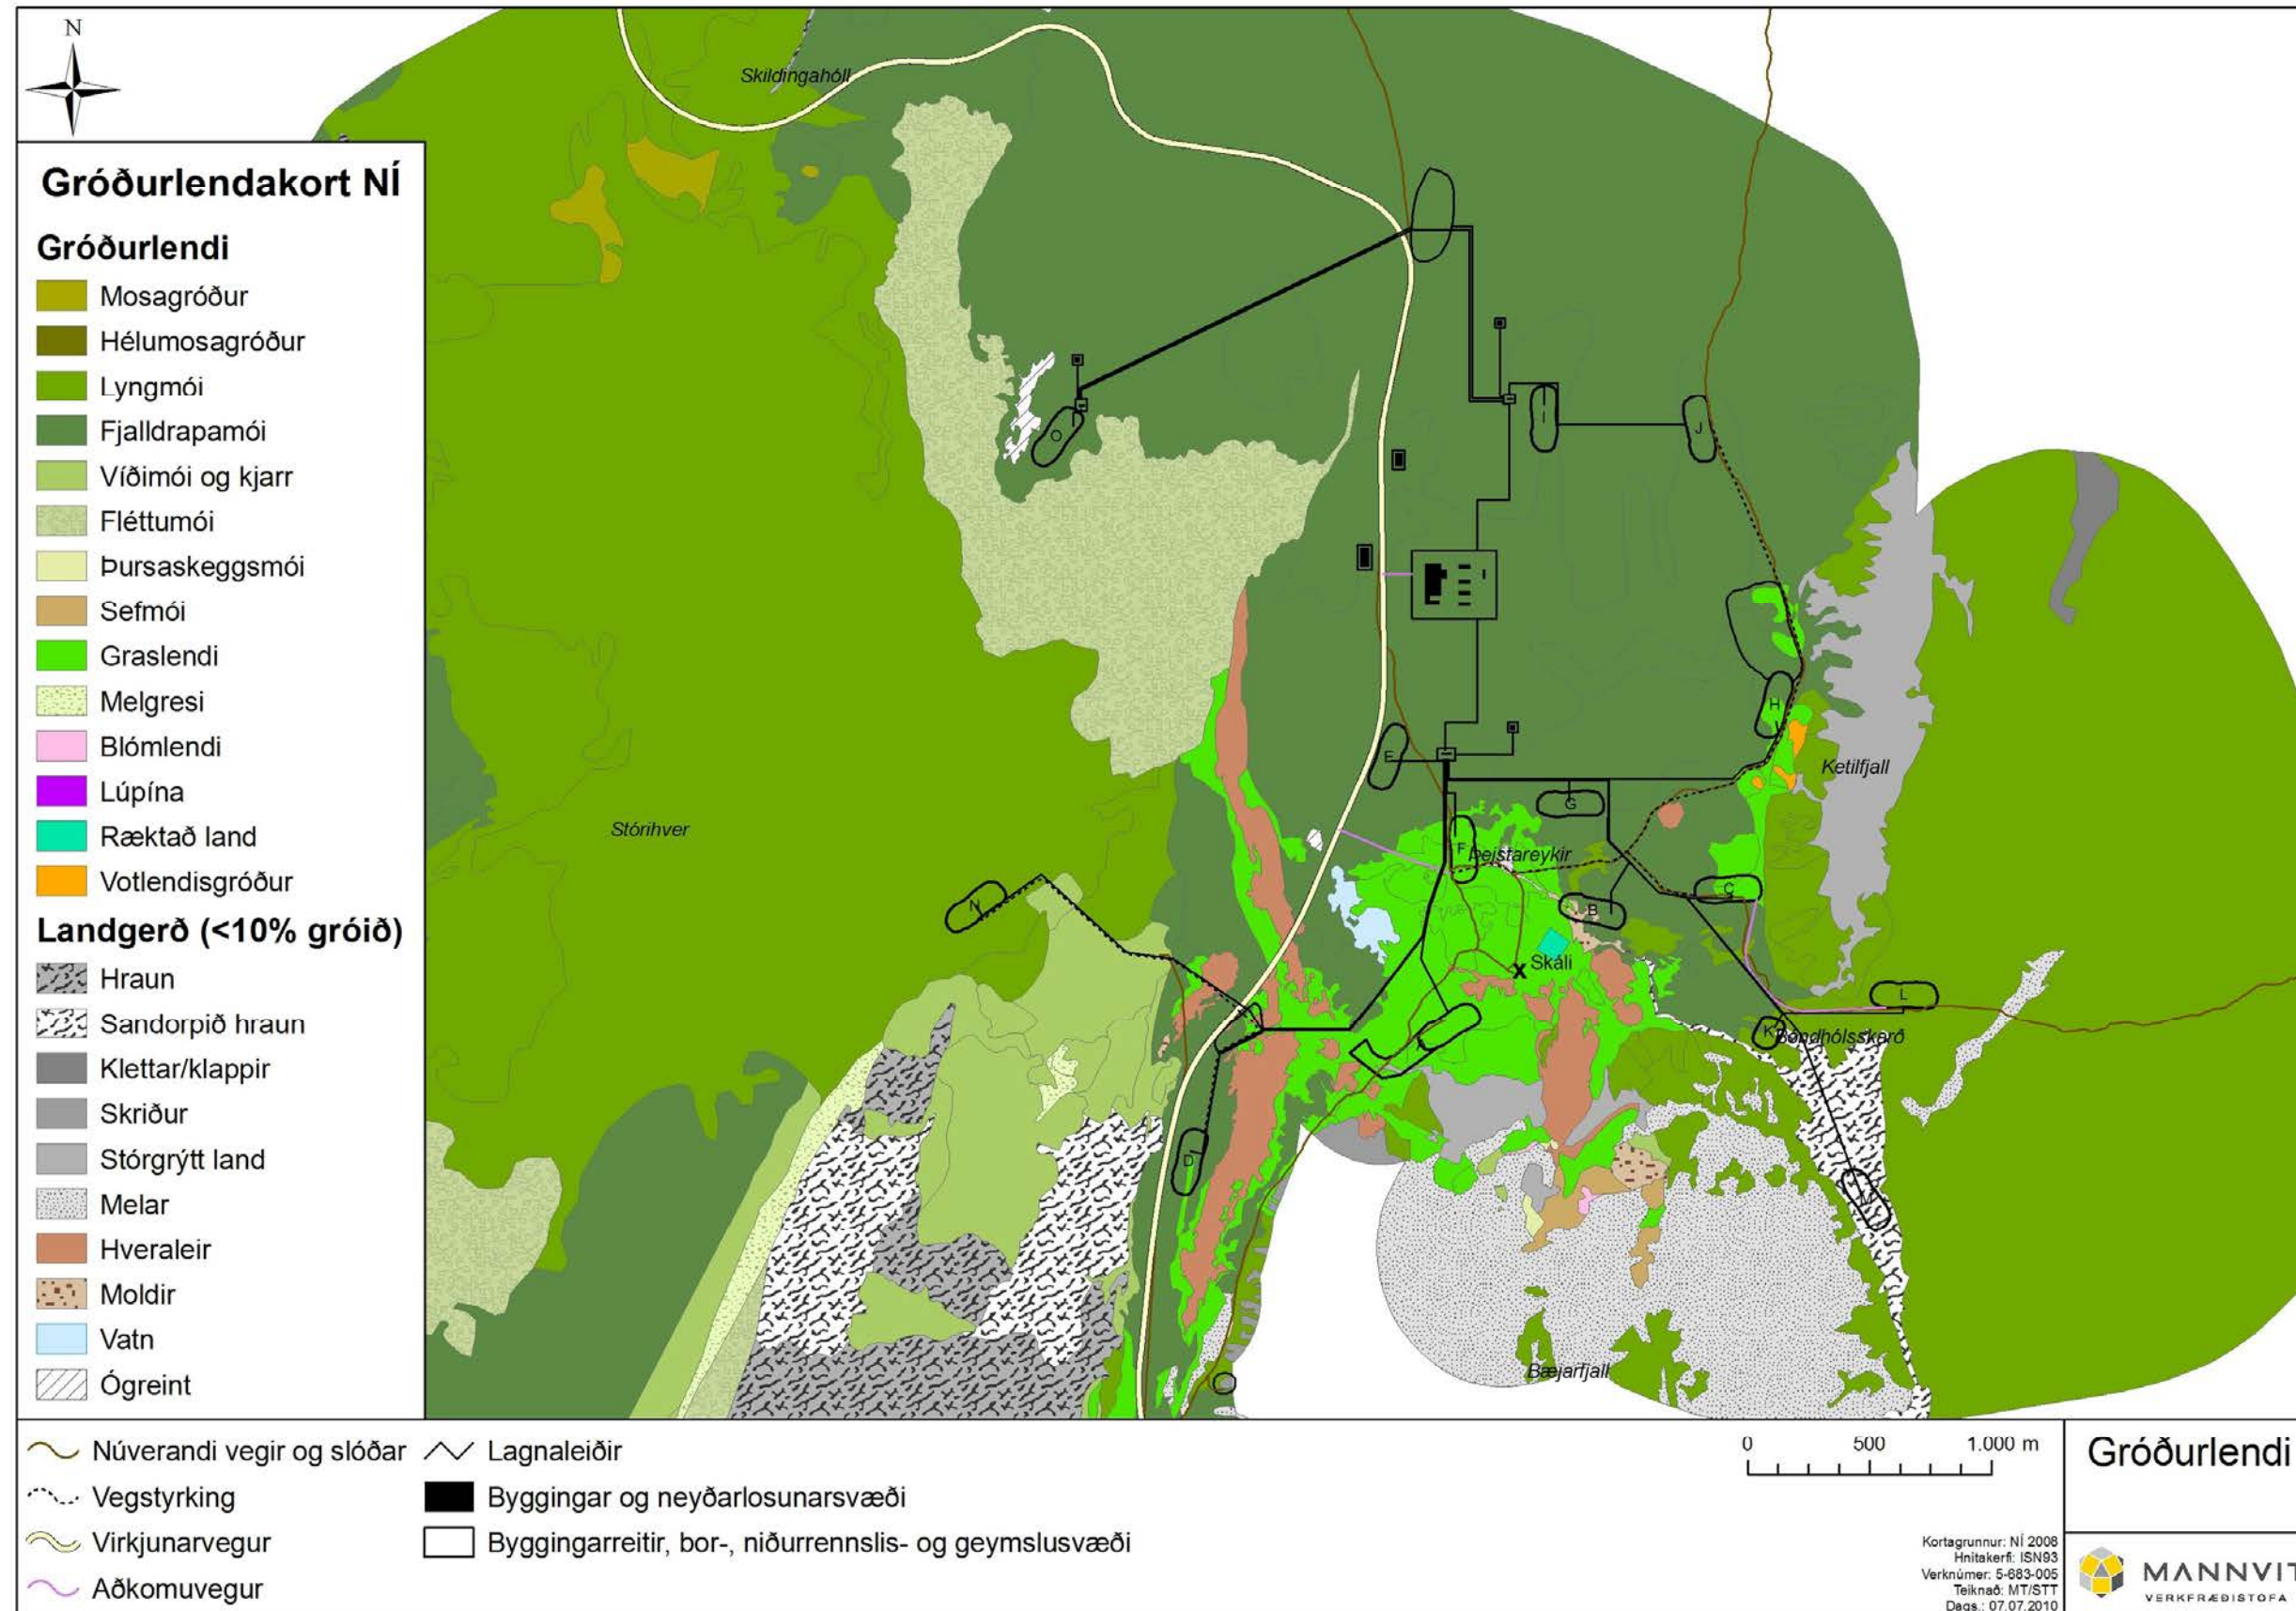 N
Gróðurlendakort NÍ
Gróðurlendi
Mosagróður
Hélumosagróður
Lyngmói
Fjalldrapamói
Víðimói og kjarr
Fléttumói
Þursaskeggsmói
Sefmói
Graslendi
Melgresi
Blómlendi
Lúpína
Ræktað land
Votlendisgróður
Landgerð (<10% gróið)
Hraun
Sandorpið hraun
Klettar/klappir
Skriður
Stórgrýtt land
Melar
Hveraleir
Moldir
Vatn
Ógreint
Skildingahóll
O
I
J
H
Ketilfjall
E
G
Stórihver
F
Þeistareykir
N
C
B
x Skáli
L
A
K
Bóndhólsskarð
D
M
Bæjarfjall
Núverandi vegir og slóðar
Vegstyrking
Virkjunarvegur
Aðkomuvegur
Lagnaleiðir
Byggingar og neyðarlosunarsvæði
Byggingarreitir, bor-, niðurrennslis- og geymslusvæði
0 500 1.000 m
Kortagrunnur: NÍ 2008
Hnitakerfi: ISN93
Verknúmer: 5-683-005
Teiknað: MT/STT
Dags.: 07.07.2010
Gróðurlendi
MANNVIT
VERKFRÆÐISTOFA